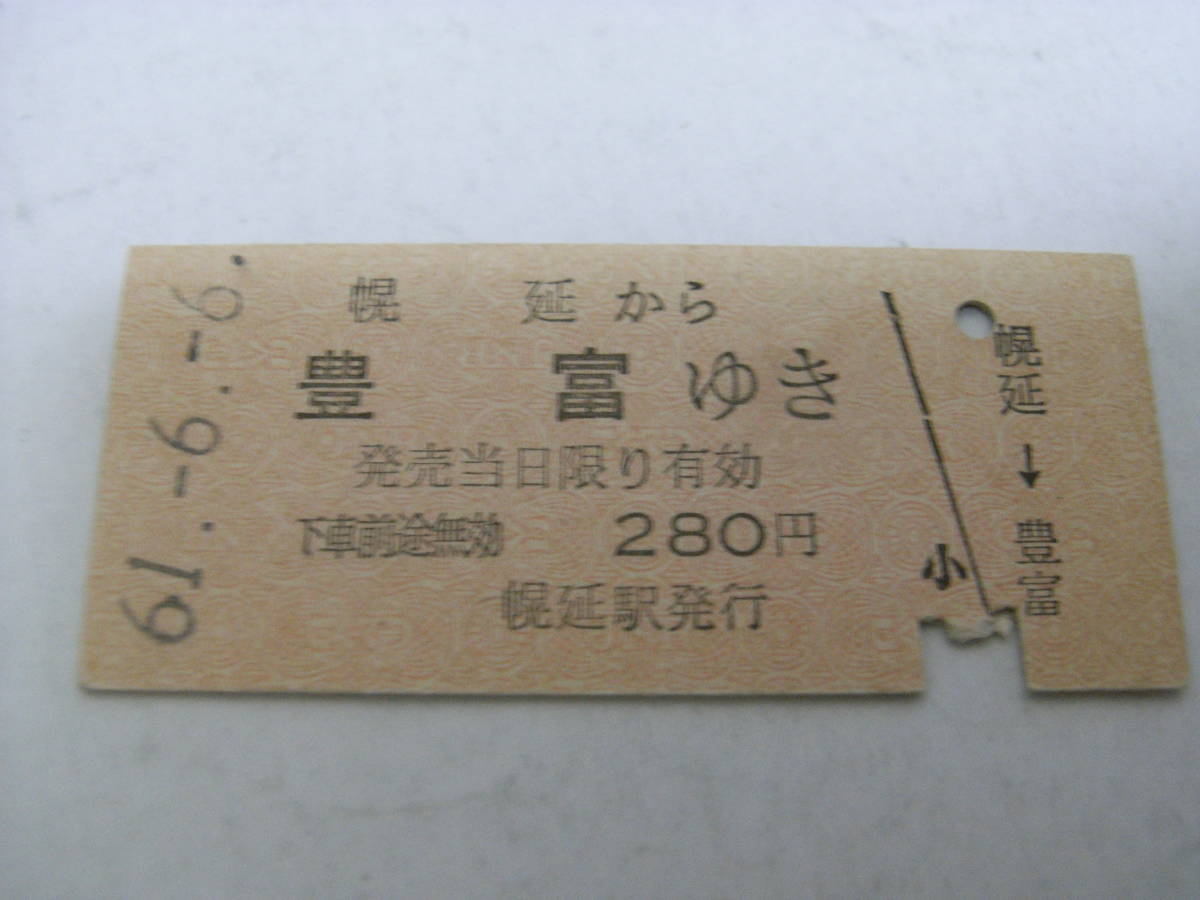 61.-6.-6.
幌延から
豊富ゆき
発売当日限り有効
下車前途無効 280円
幌延駅発行
小
幌延→豊富